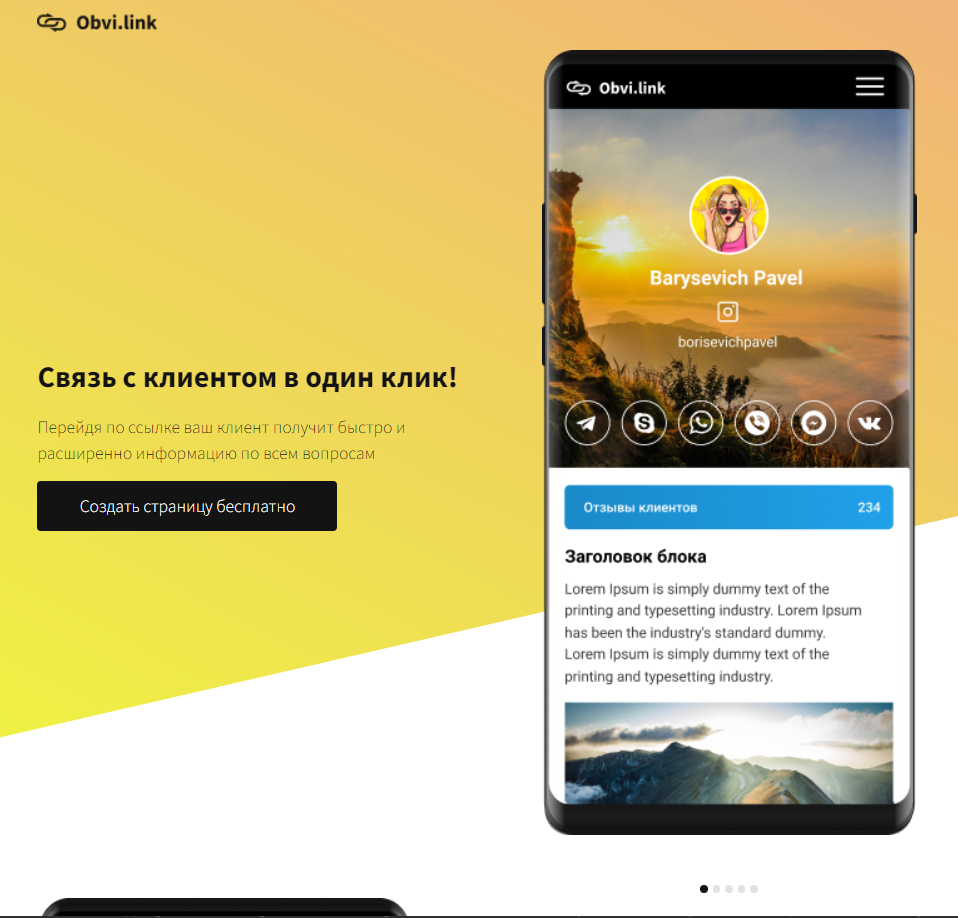 Obvi.link
Связь с клиентом в один клик!
Перейдя по ссылке ваш клиент получит быстро и
расширенно информацию по всем вопросам
Создать страницу бесплатно
Obvi.link
Barysevich Pavel
borisevichpavel
Отзывы клиентов 234
Заголовок блока
Lorem Ipsum is simply dummy text of the
printing and typesetting industry. Lorem Ipsum
has been the industry's standard dummy.
Lorem Ipsum is simply dummy text of the
printing and typesetting industry.